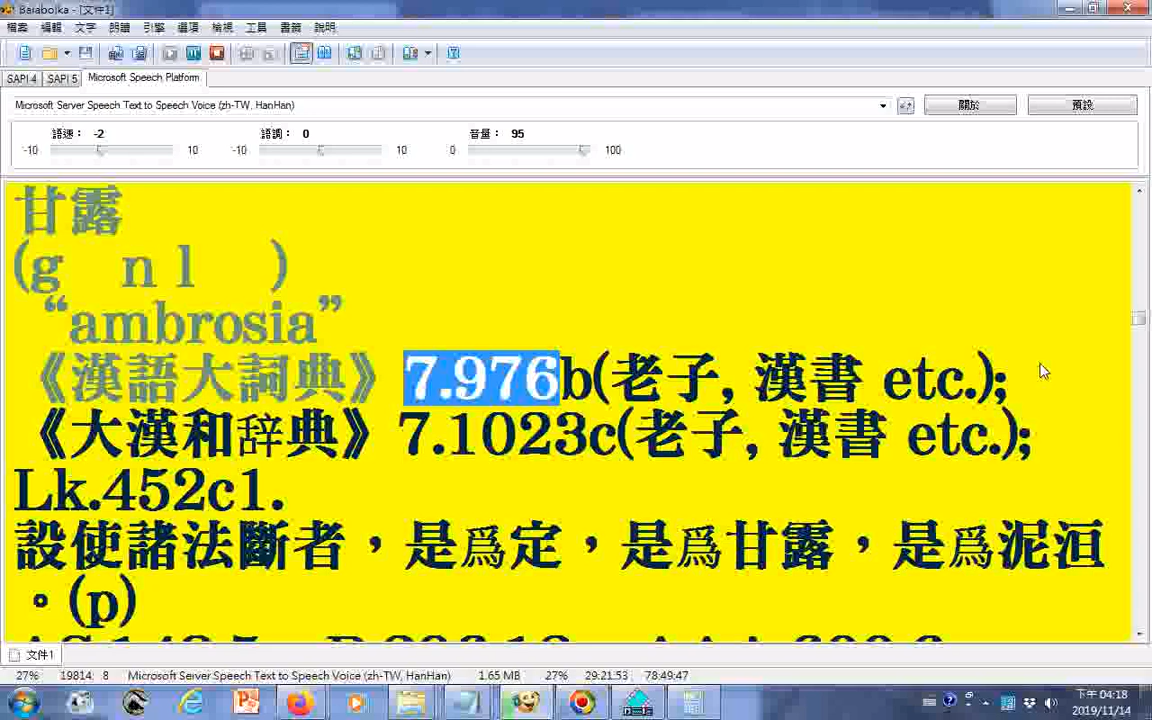 Balabolka - [文件1]
檔案 編輯 文字 朗讀 引擎 選項 檢視 工具 書籤 說明
SAPI 4 SAPI 5 Microsoft Speech Platform
Microsoft Server Speech Text to Speech Voice (zh-TW, HanHan) 關於 預設
語速： -2 語調： 0 音量： 95
-10 10 -10 10 0 100
甘露
(g n l )
“ambrosia”
《漢語大詞典》 7.976b(老子, 漢書 etc.);
《大漢和辞典》 7.1023c(老子, 漢書 etc.);
Lk.452c1.
設使諸法斷者，是爲定，是爲甘露，是爲泥洹
。(p)
文件1
27% 19814 : 8 Microsoft Server Speech Text to Speech Voice (zh-TW, HanHan) 1.65 MB 27% 29:21:53 78:49:47
下午 04:18
2019/11/14